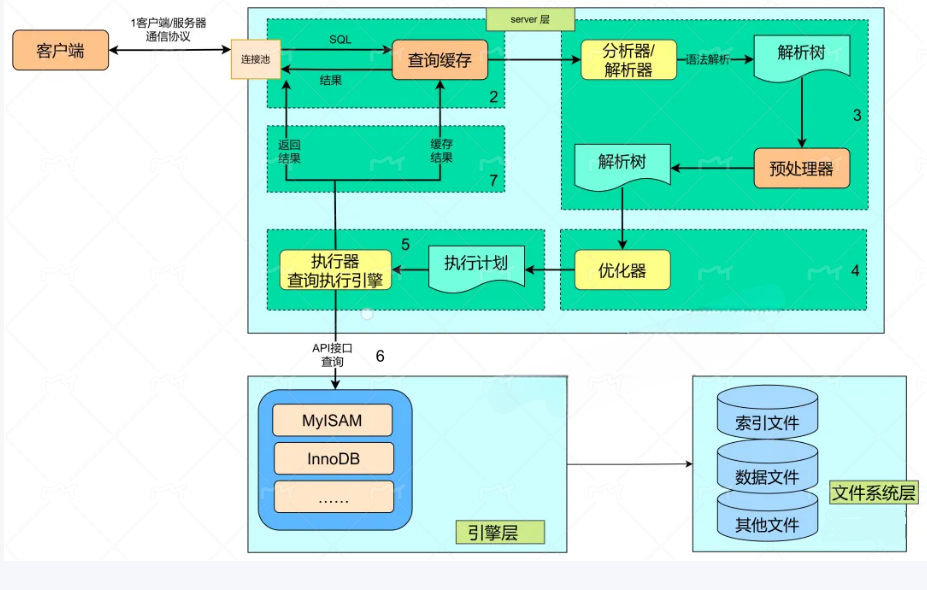 server 层
1客户端/服务器
通信协议
客户端
连接池
SQL
结果
查询缓存
2
分析器/
解析器
语法解析
解析树
3
预处理器
解析树
返回
结果
缓存
结果
7
执行器
查询执行引擎
5
执行计划
优化器
4
API接口
查询
6
MyISAM
InnoDB
......
引擎层
索引文件
数据文件
其他文件
文件系统层